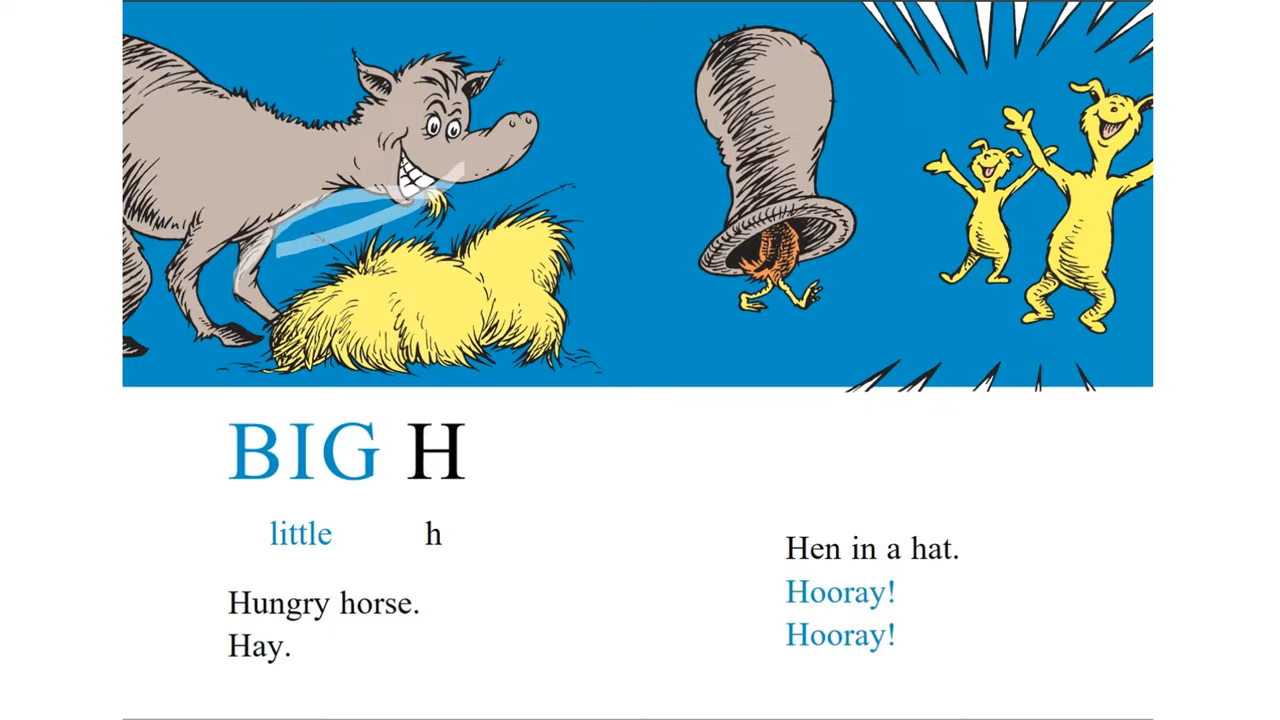 BIG H
little h
Hungry horse.
Hay.
Hen in a hat.
Hooray!
Hooray!